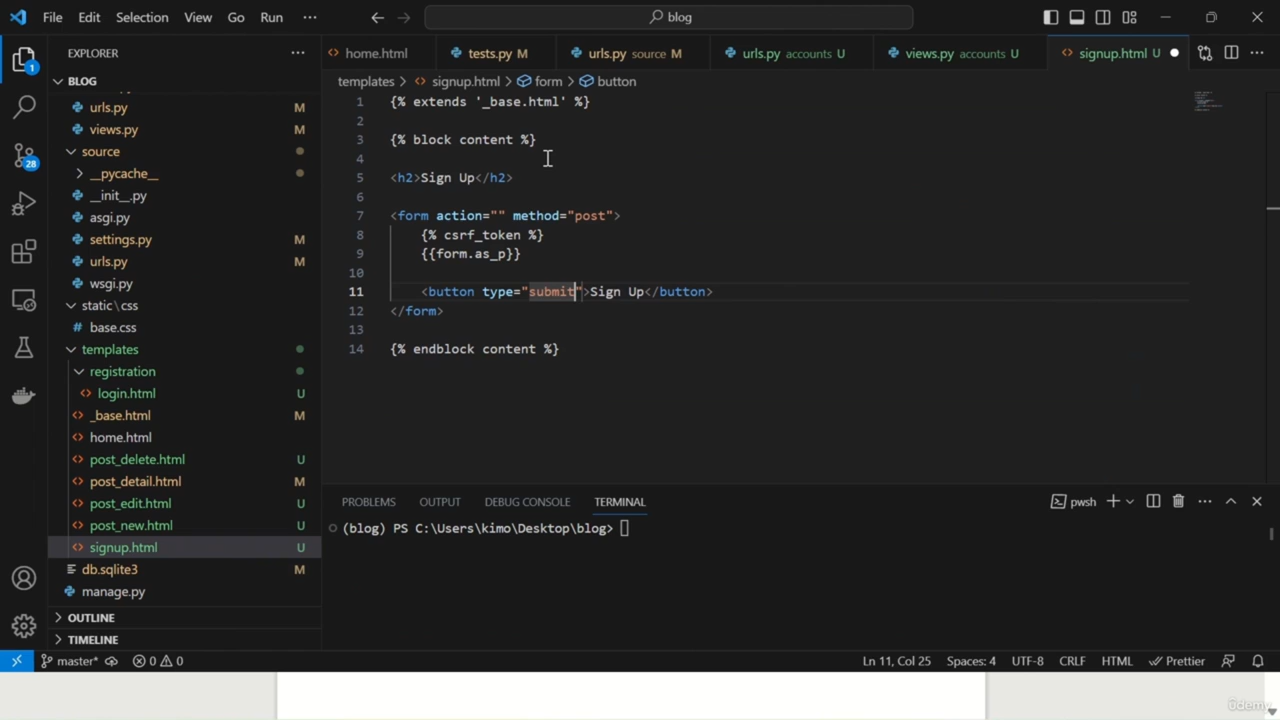 File Edit Selection View Go Run ··· blog
EXPLORER ···
home.html tests.py M urls.py source M urls.py accounts U views.py accounts U signup.html U
BLOG
templates > signup.html > form > button
urls.py M
views.py M
source
__pycache__
__init__.py
asgi.py
settings.py M
urls.py M
wsgi.py
static\css
base.css
templates
registration
login.html U
_base.html M
home.html
post_delete.html U
post_detail.html M
post_edit.html U
post_new.html U
signup.html U
db.sqlite3 M
manage.py
OUTLINE
TIMELINE
1 {% extends '_base.html' %}
2
3 {% block content %}
4
5 <h2>Sign Up</h2>
6
7 <form action="" method="post">
8 {% csrf_token %}
9 {{form.as_p}}
10
11 <button type="submit">Sign Up</button>
12 </form>
13
14 {% endblock content %}
PROBLEMS OUTPUT DEBUG CONSOLE TERMINAL pwsh
(blog) PS C:\Users\kimo\Desktop\blog>
1
28
master* 0 0 Ln 11, Col 25 Spaces: 4 UTF-8 CRLF HTML Prettier
ûdemy